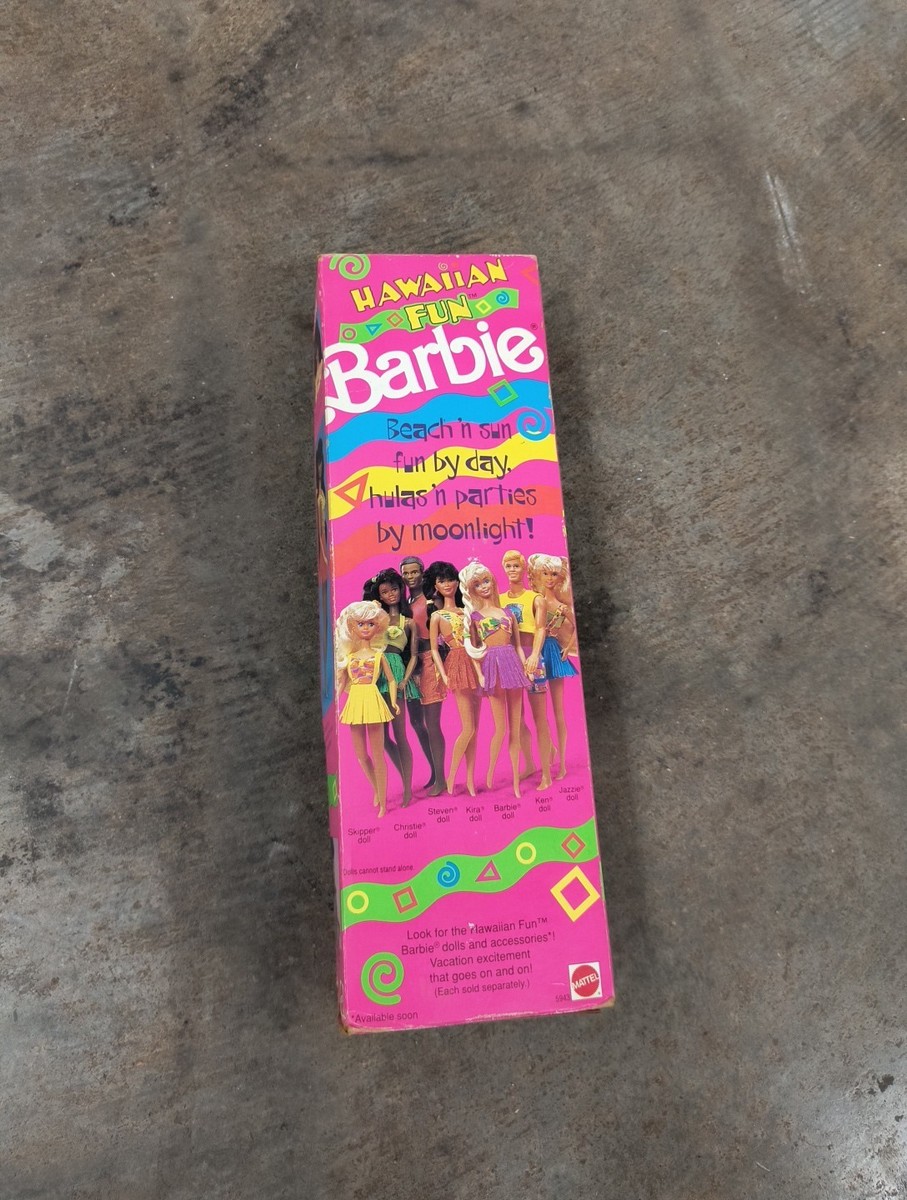 HAWAIIAN
FUN™
Barbie®
Beach 'n sun
fun by day,
hulas 'n parties
by moonlight!
Skipper® doll
Christie® doll
Steven® doll
Kira® doll
Barbie® doll
Ken® doll
Jazzie® doll
Dolls cannot stand alone.
Look for the Hawaiian Fun™
Barbie® dolls and accessories*!
Vacation excitement
that goes on and on!
(Each sold separately.)
MATTEL
*Available soon